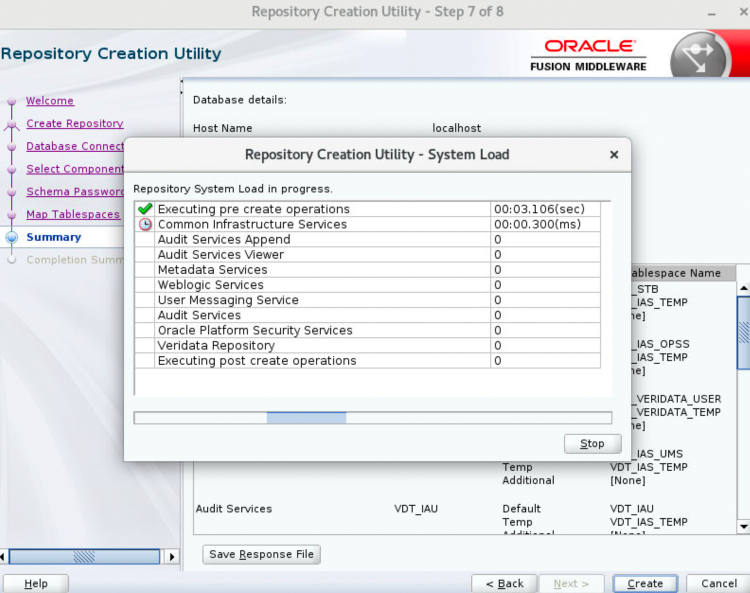 Repository Creation Utility - Step 7 of 8
Repository Creation Utility
ORACLE
FUSION MIDDLEWARE
Welcome
Create Repository
Database Connect
Select Component
Schema Password
Map Tablespaces
Summary
Completion Summ
Database details:
Host Name localhost
Repository Creation Utility - System Load
Repository System Load in progress.
Executing pre create operations 00:03.106(sec)
Common Infrastructure Services 00:00.300(ms)
Audit Services Append 0
Audit Services Viewer 0
Metadata Services 0
Weblogic Services 0
User Messaging Service 0
Audit Services 0
Oracle Platform Security Services 0
Veridata Repository 0
Executing post create operations 0
Stop
ablespace Name
_STB
_IAS_TEMP
ne]
_IAS_OPSS
_IAS_TEMP
ne]
_VERIDATA_USER
_VERIDATA_TEMP
ne]
_IAS_UMS
Temp VDT_IAS_TEMP
Additional [None]
Audit Services VDT_IAU Default VDT_IAU
Temp VDT_IAS_TEMP
Save Response File
Help
< Back
Next >
Create
Cancel